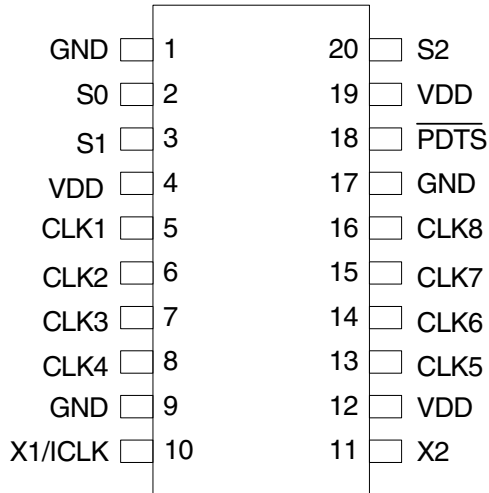 GND 1 20 S2
S0 2 19 VDD
S1 3 18 PDTS
VDD 4 17 GND
CLK1 5 16 CLK8
CLK2 6 15 CLK7
CLK3 7 14 CLK6
CLK4 8 13 CLK5
GND 9 12 VDD
X1/ICLK 10 11 X2